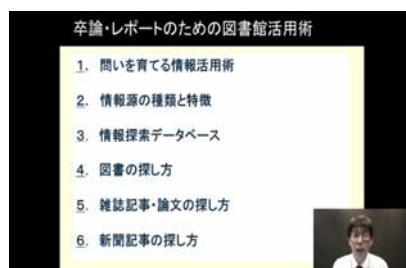 卒論・レポートのための図書館活用術
1. 問いを育てる情報活用術
2. 情報源の種類と特徴
3. 情報探索データベース
4. 図書の探し方
5. 雑誌記事・論文の探し方
6. 新聞記事の探し方